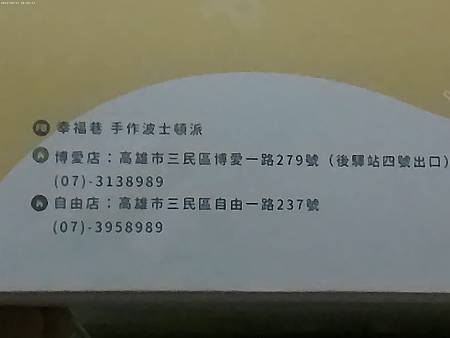 幸福巷 手作波士頓派
博愛店：高雄市三民區博愛一路279號（後驛站四號出口）
(07)-3138989
自由店：高雄市三民區自由一路237號
(07)-3958989